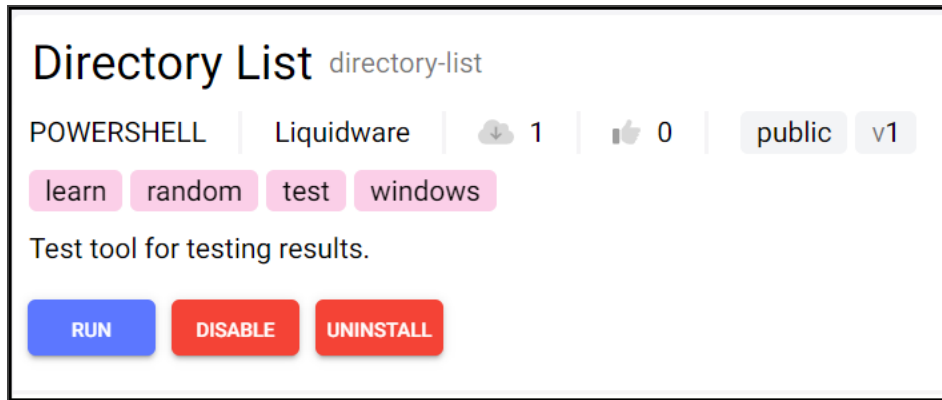 Directory List directory-list
POWERSHELL Liquidware 1 0 public v1
learn random test windows
Test tool for testing results.
RUN DISABLE UNINSTALL